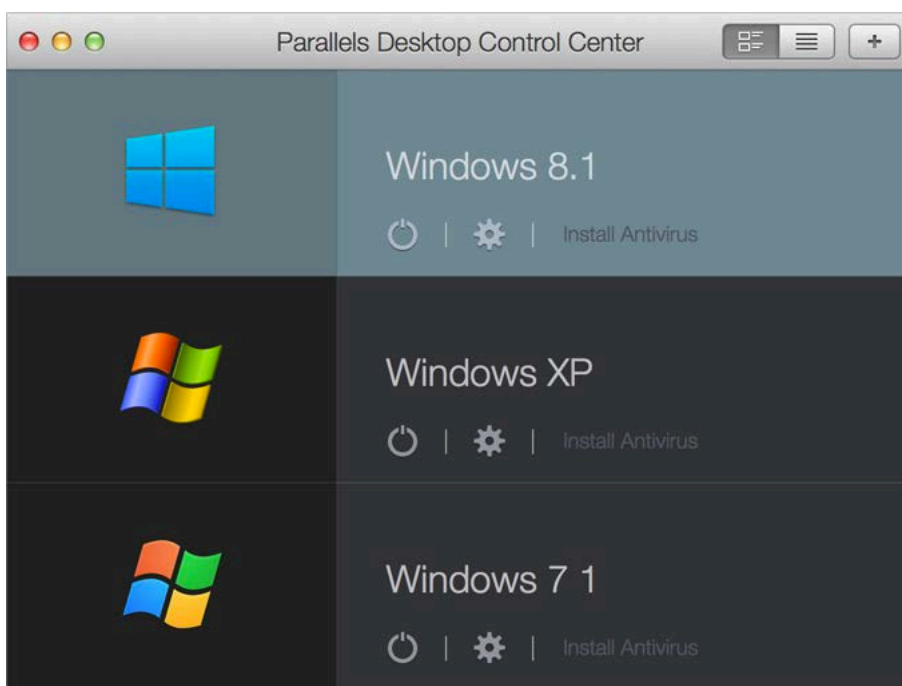 Parallels Desktop Control Center
Windows 8.1
Install Antivirus
Windows XP
Install Antivirus
Windows 7 1
Install Antivirus